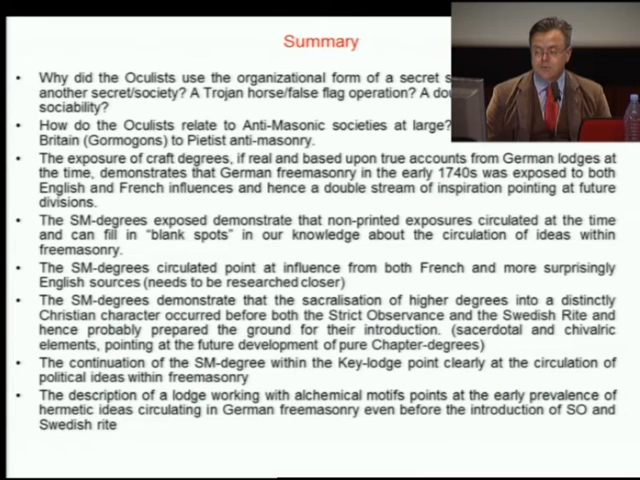 Summary
• Why did the Oculists use the organizational form of a secret s
another secret/society? A Trojan horse/false flag operation? A dou
sociability?
• How do the Oculists relate to Anti-Masonic societies at large?
Britain (Gormogons) to Pietist anti-masonry.
• The exposure of craft degrees, if real and based upon true accounts from German lodges at
the time, demonstrates that German freemasonry in the early 1740s was exposed to both
English and French influences and hence a double stream of inspiration pointing at future
divisions.
• The SM-degrees exposed demonstrate that non-printed exposures circulated at the time
and can fill in “blank spots” in our knowledge about the circulation of ideas within
freemasonry.
• The SM-degrees circulated point at influence from both French and more surprisingly
English sources (needs to be researched closer)
• The SM-degrees demonstrate that the sacralisation of higher degrees into a distinctly
Christian character occurred before both the Strict Observance and the Swedish Rite and
hence probably prepared the ground for their introduction. (sacerdotal and chivalric
elements, pointing at the future development of pure Chapter-degrees)
• The continuation of the SM-degree within the Key-lodge point clearly at the circulation of
political ideas within freemasonry
• The description of a lodge working with alchemical motifs points at the early prevalence of
hermetic ideas circulating in German freemasonry even before the introduction of SO and
Swedish rite